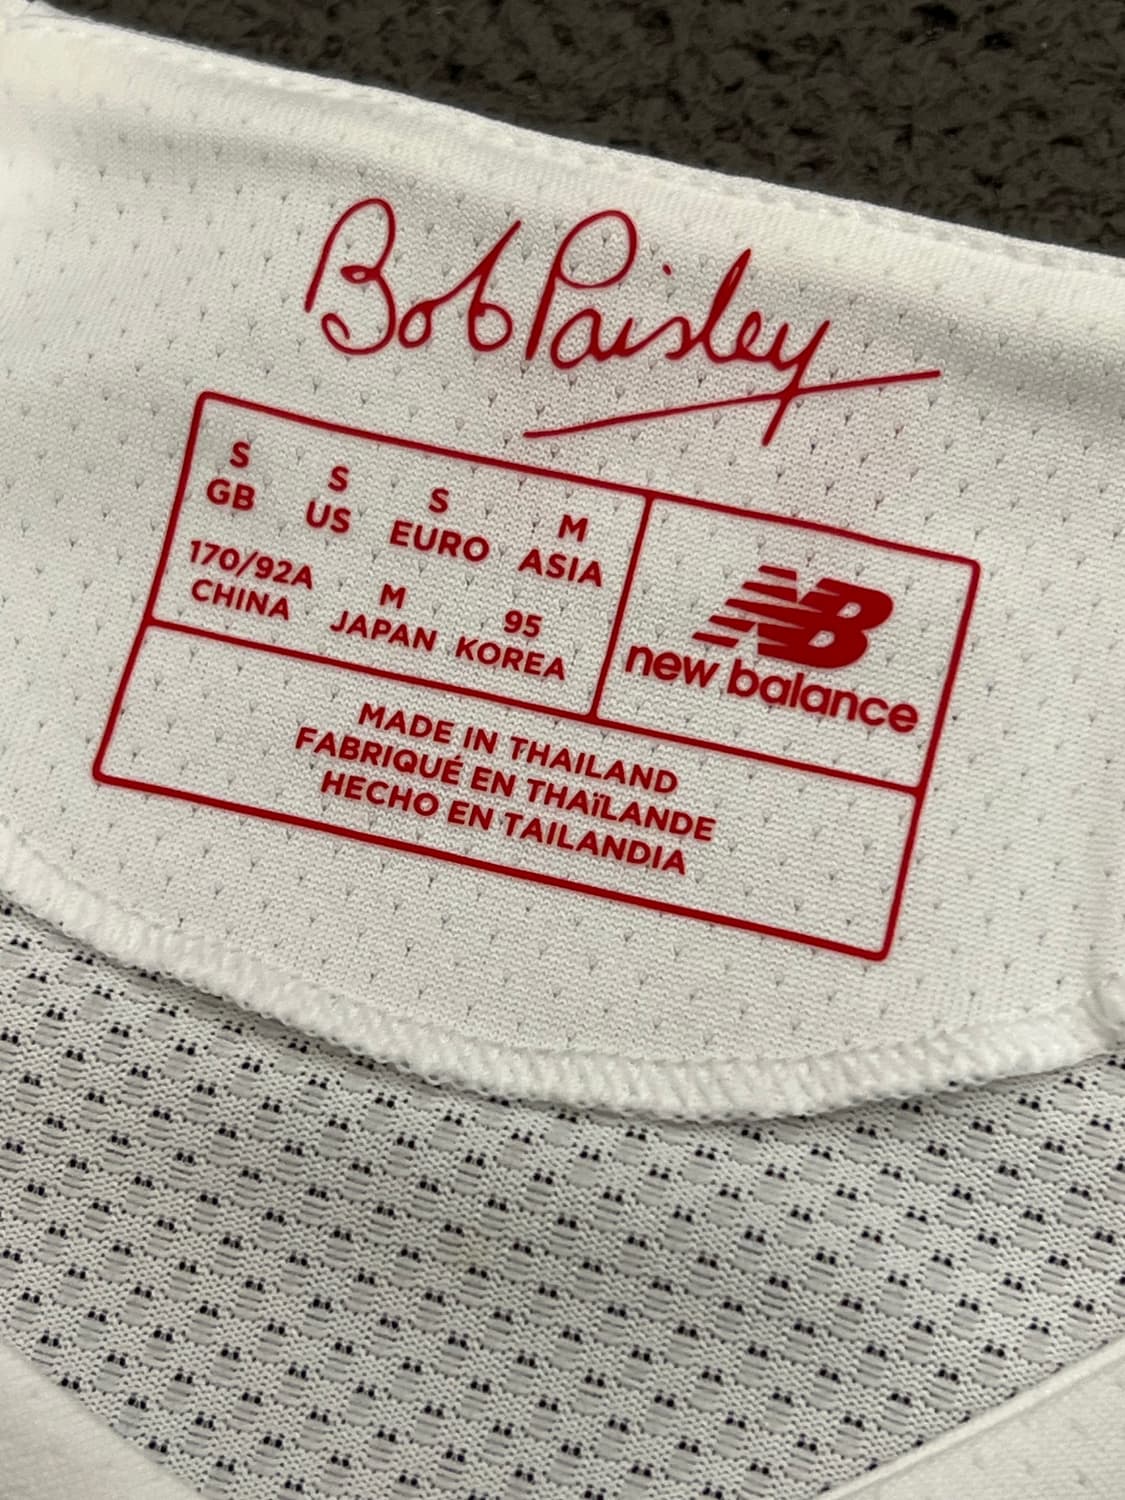 Bob Paisley
S S S M
GB US EURO ASIA
170/92A M 95
CHINA JAPAN KOREA
NB
new balance
MADE IN THAILAND
FABRIQUÉ EN THAïLANDE
HECHO EN TAILANDIA